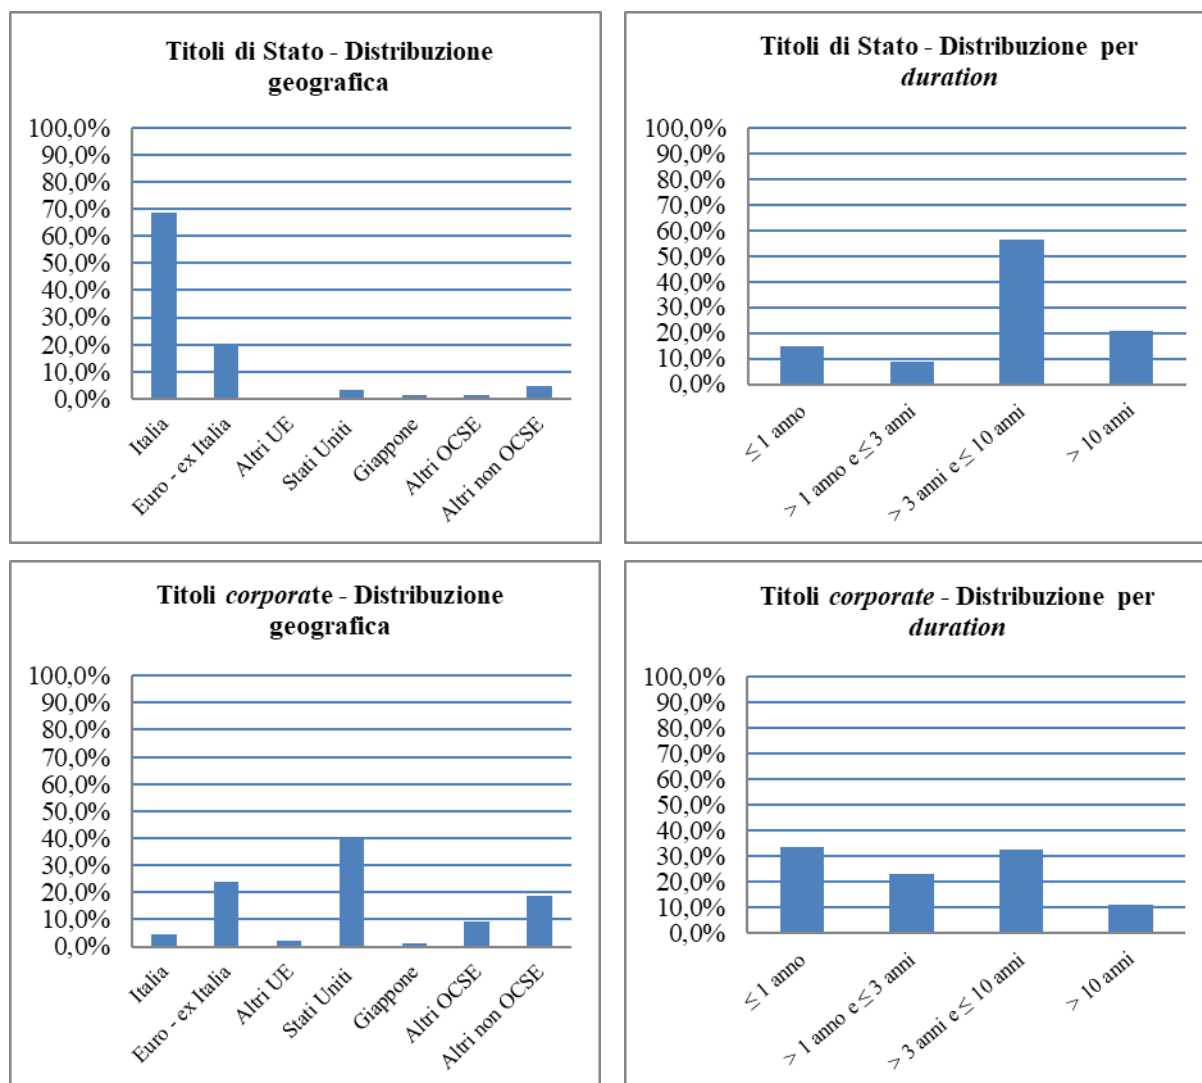 Titoli di Stato - Distribuzione
geografica
100,0%
90,0%
80,0%
70,0%
60,0%
50,0%
40,0%
30,0%
20,0%
10,0%
0,0%
Italia
Euro - ex Italia
Altri UE
Stati Uniti
Giappone
Altri OCSE
Altri non OCSE
Titoli di Stato - Distribuzione per
duration
100,0%
90,0%
80,0%
70,0%
60,0%
50,0%
40,0%
30,0%
20,0%
10,0%
0,0%
≤ 1 anno
> 1 anno e ≤ 3 anni
> 3 anni e ≤ 10 anni
> 10 anni
Titoli corporate - Distribuzione
geografica
100,0%
90,0%
80,0%
70,0%
60,0%
50,0%
40,0%
30,0%
20,0%
10,0%
0,0%
Italia
Euro - ex Italia
Altri UE
Stati Uniti
Giappone
Altri OCSE
Altri non OCSE
Titoli corporate - Distribuzione per
duration
100,0%
90,0%
80,0%
70,0%
60,0%
50,0%
40,0%
30,0%
20,0%
10,0%
0,0%
≤ 1 anno
> 1 anno e ≤ 3 anni
> 3 anni e ≤ 10 anni
> 10 anni